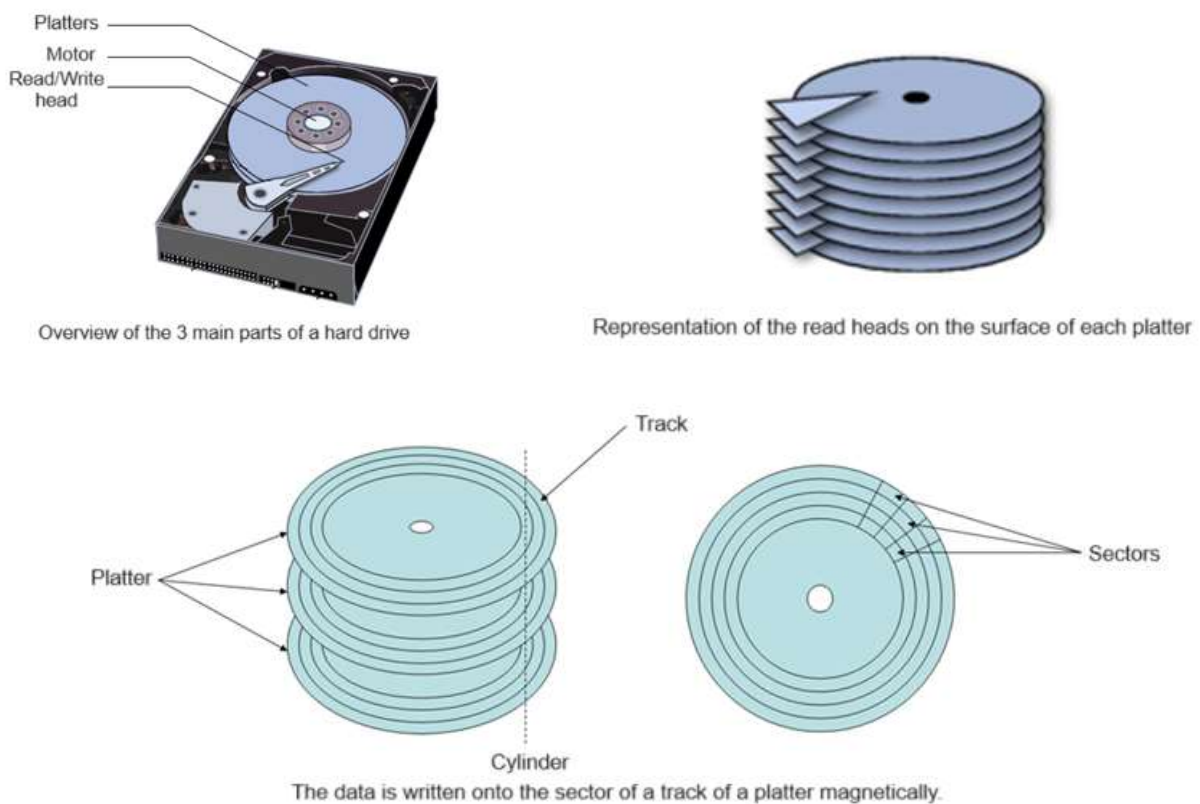 Platters
Motor
Read/Write
head
Overview of the 3 main parts of a hard drive
Representation of the read heads on the surface of each platter
Track
Platter
Sectors
Cylinder
The data is written onto the sector of a track of a platter magnetically.